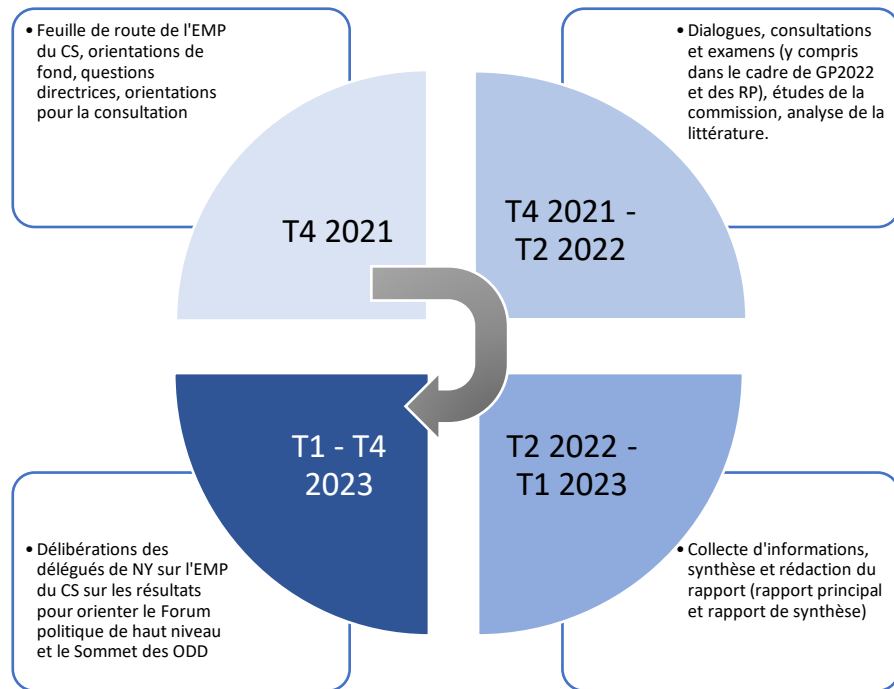 • Feuille de route de l'EMP
du CS, orientations de
fond, questions
directrices, orientations
pour la consultation
• Dialogues, consultations
et examens (y compris
dans le cadre de GP2022
et des RP), études de la
commission, analyse de la
littérature.
T4 2021
T4 2021 -
T2 2022
T1 - T4
2023
T2 2022 -
T1 2023
• Délibérations des
délégués de NY sur l'EMP
du CS sur les résultats
pour orienter le Forum
politique de haut niveau
et le Sommet des ODD
• Collecte d'informations,
synthèse et rédaction du
rapport (rapport principal
et rapport de synthèse)